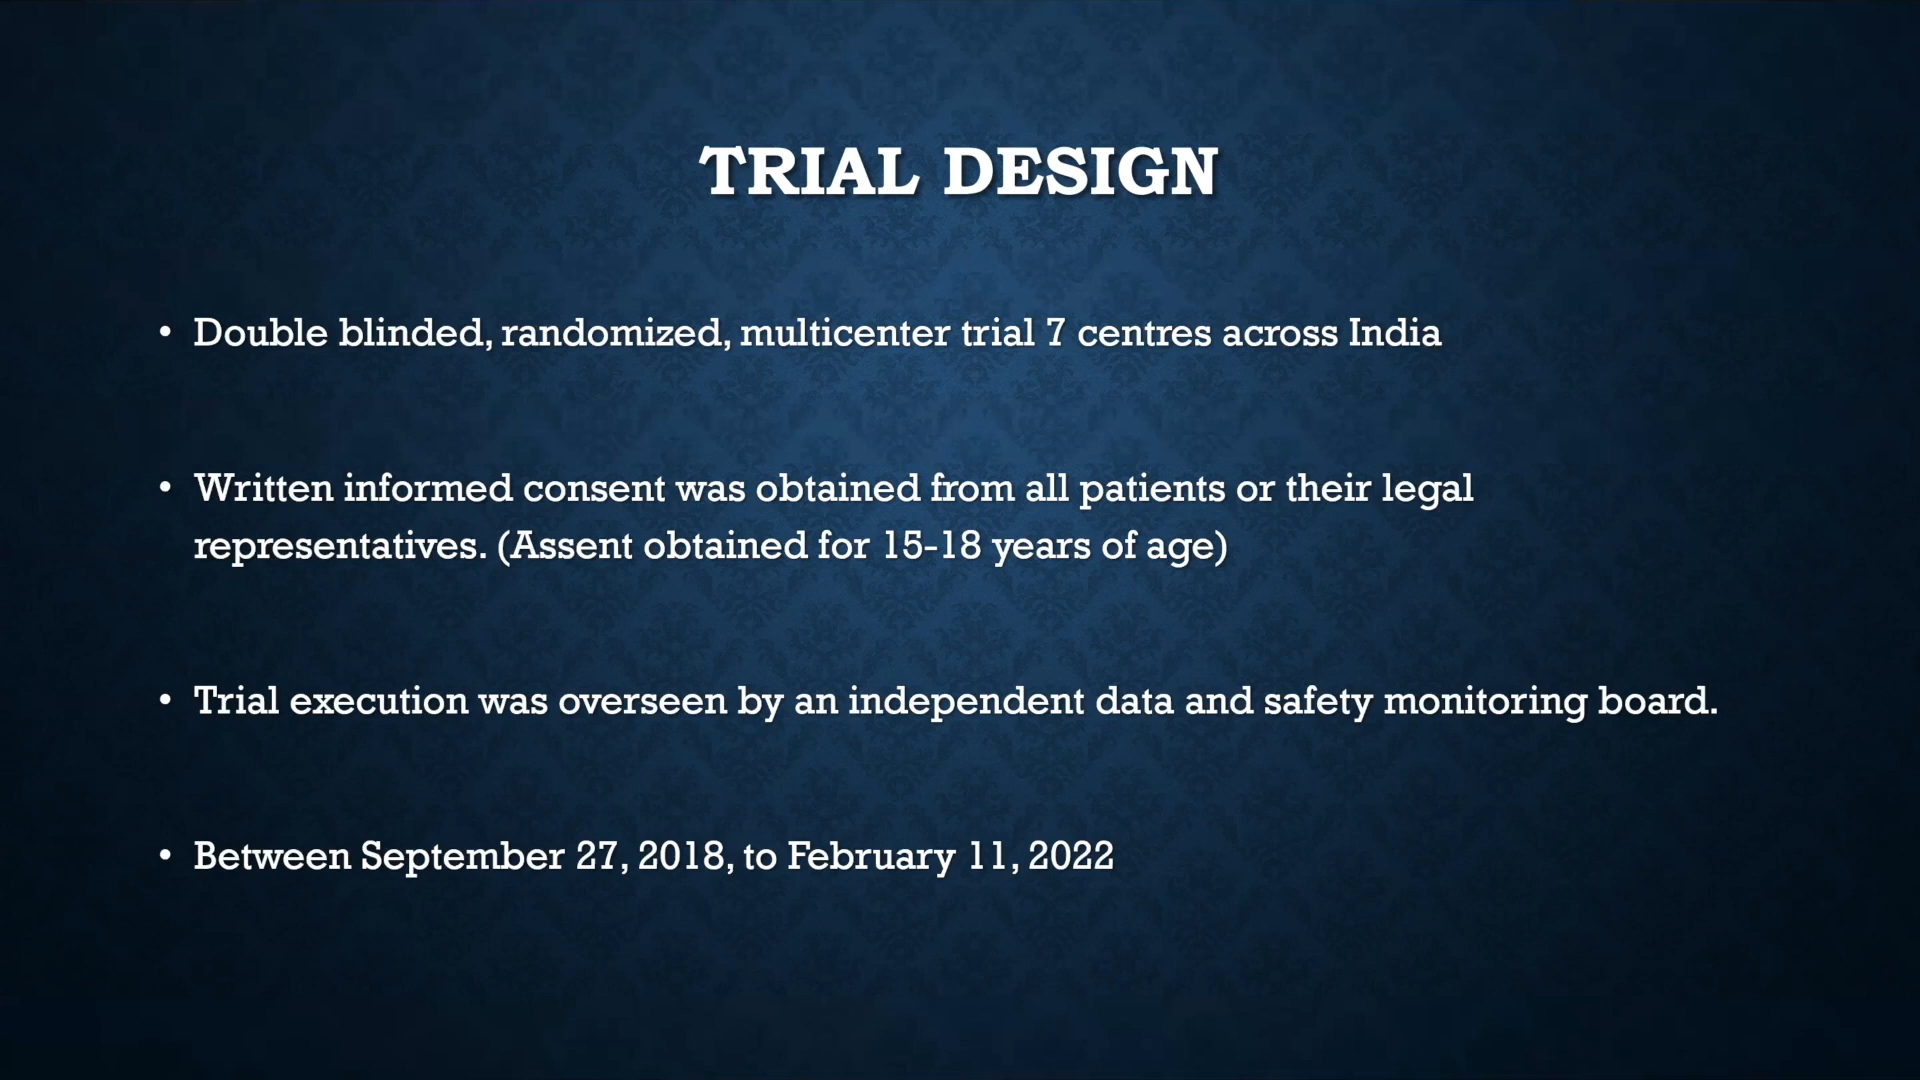 TRIAL DESIGN
• Double blinded, randomized, multicenter trial 7 centres across India
• Written informed consent was obtained from all patients or their legal
representatives. (Assent obtained for 15-18 years of age)
• Trial execution was overseen by an independent data and safety monitoring board.
• Between September 27, 2018, to February 11, 2022